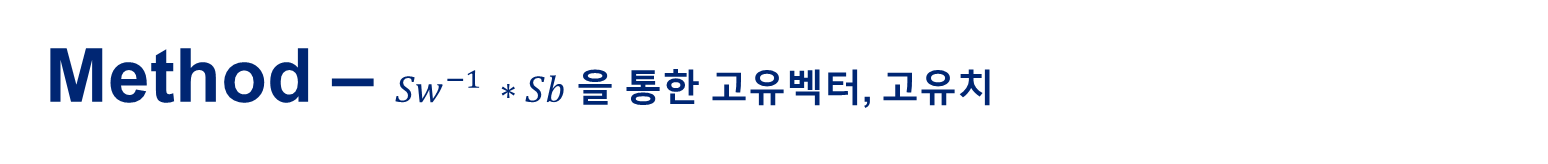 Method – $Sw^{-1} * Sb$ 을 통한 고유벡터, 고유치